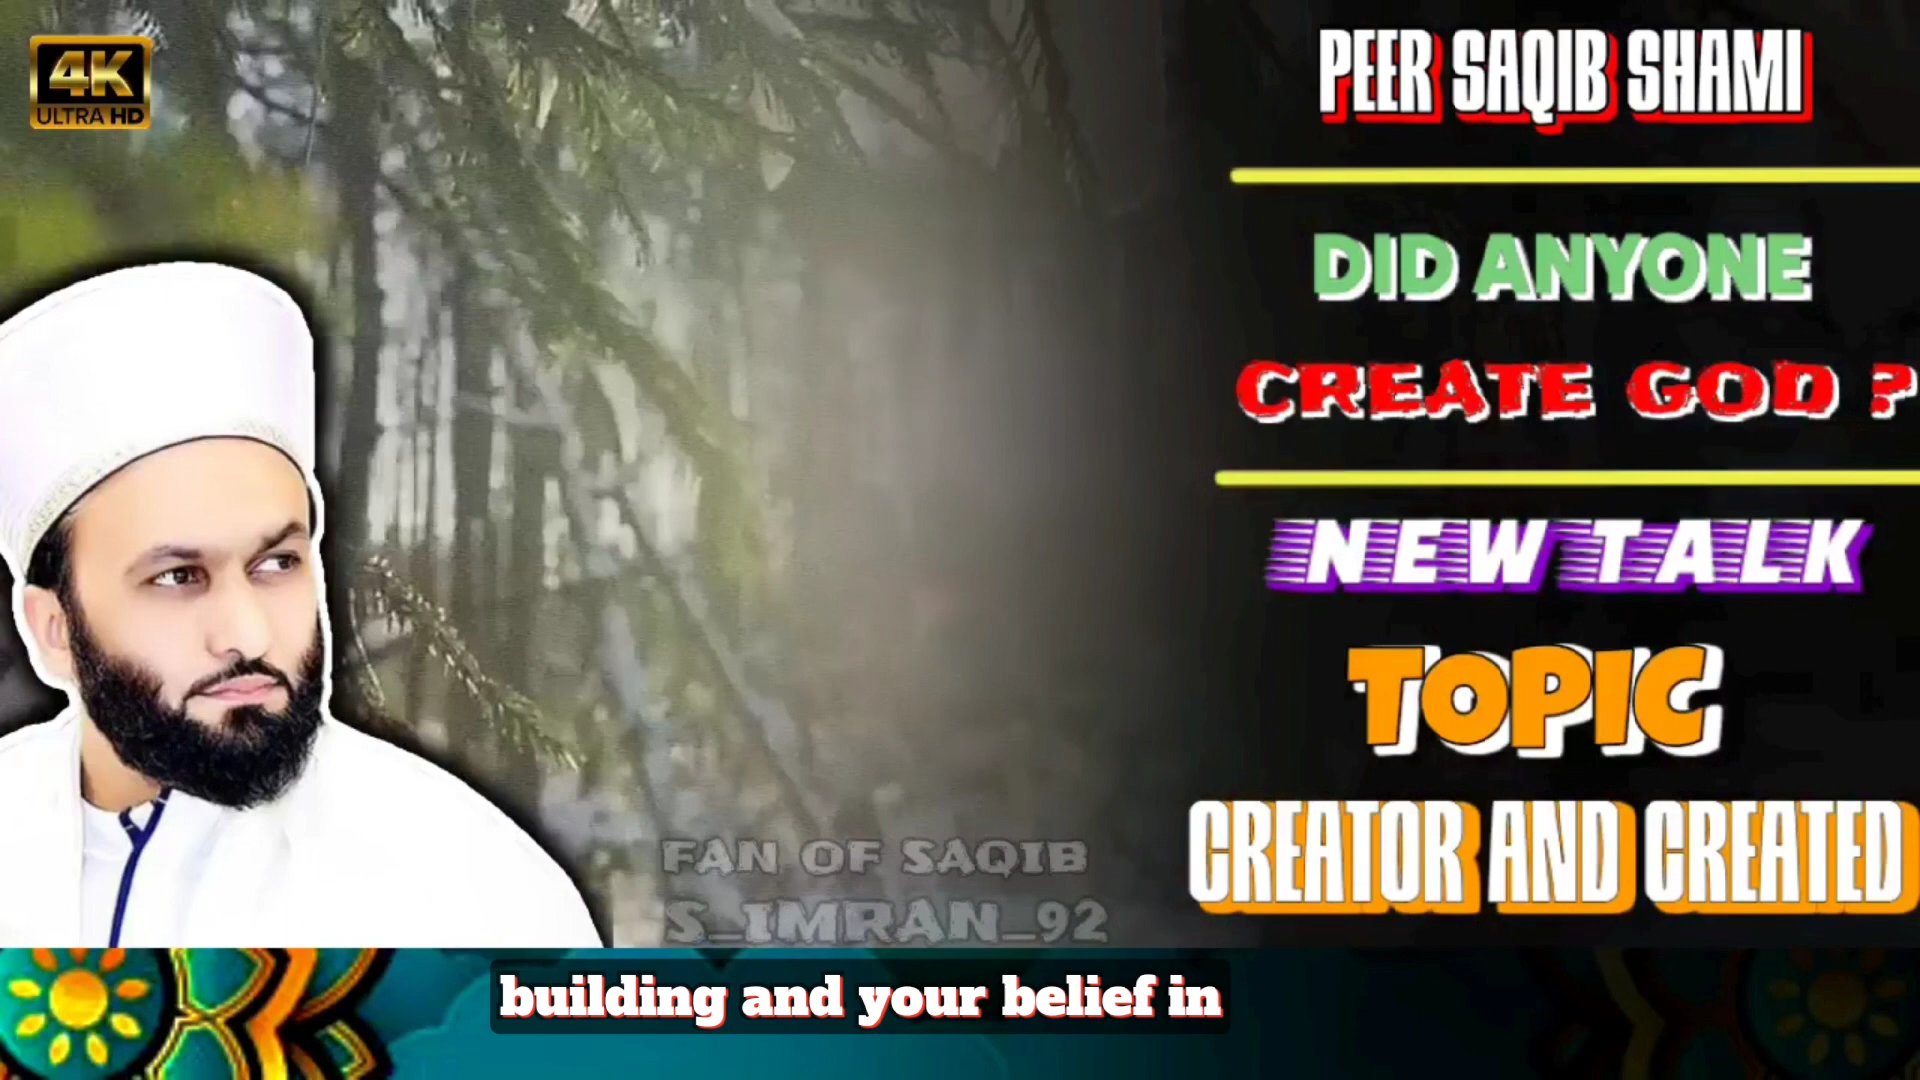 4K
ULTRA HD
PEER SAQIB SHAMI
DID ANYONE
CREATE GOD ?
NEW TALK
TOPIC
CREATOR AND CREATED
FAN OF SAQIB
S_IMRAN_92
building and your belief in